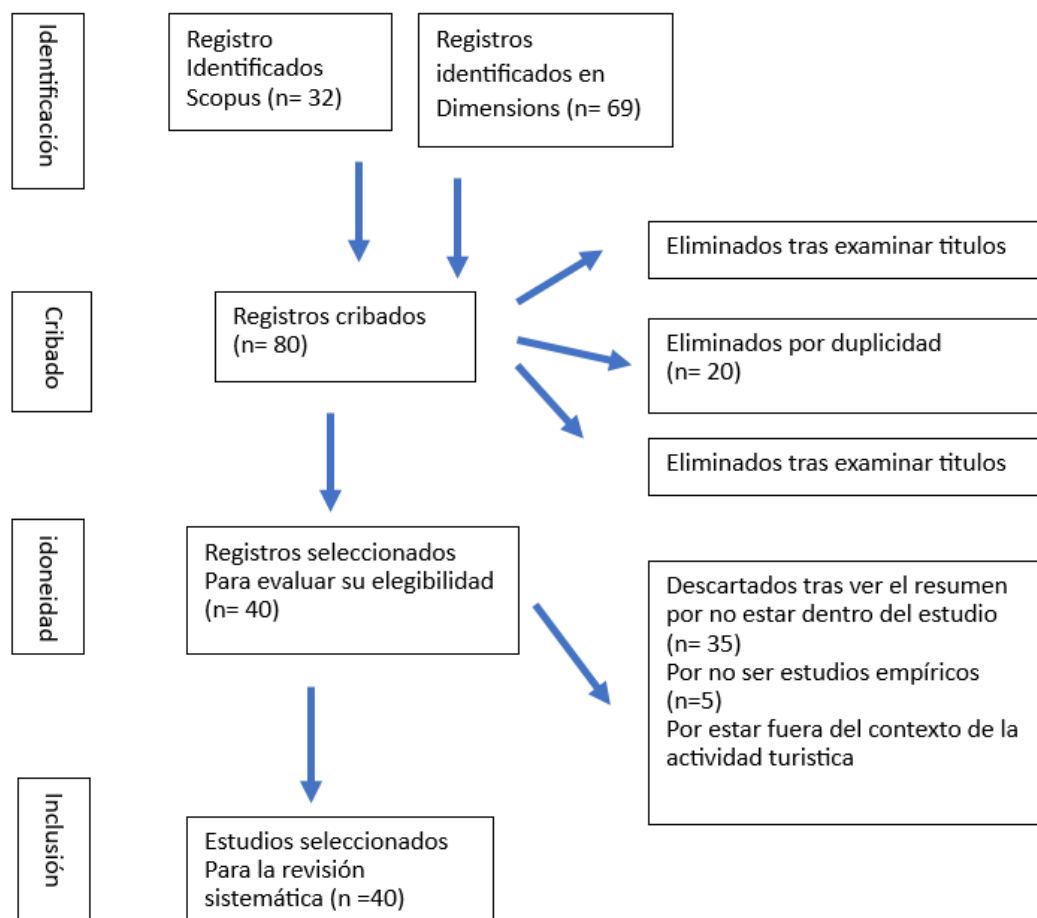 Identificación
Registro
Identificados
Scopus (n= 32)
Registros
identificados en
Dimensions (n= 69)
Cribado
Registros cribados
(n= 80)
Eliminados tras examinar titulos
Eliminados por duplicidad
(n= 20)
Eliminados tras examinar titulos
idoneidad
Registros seleccionados
Para evaluar su elegibilidad
(n= 40)
Descartados tras ver el resumen
por no estar dentro del estudio
(n= 35)
Por no ser estudios empíricos
(n=5)
Por estar fuera del contexto de la
actividad turistica
Inclusión
Estudios seleccionados
Para la revisión
sistemática (n =40)